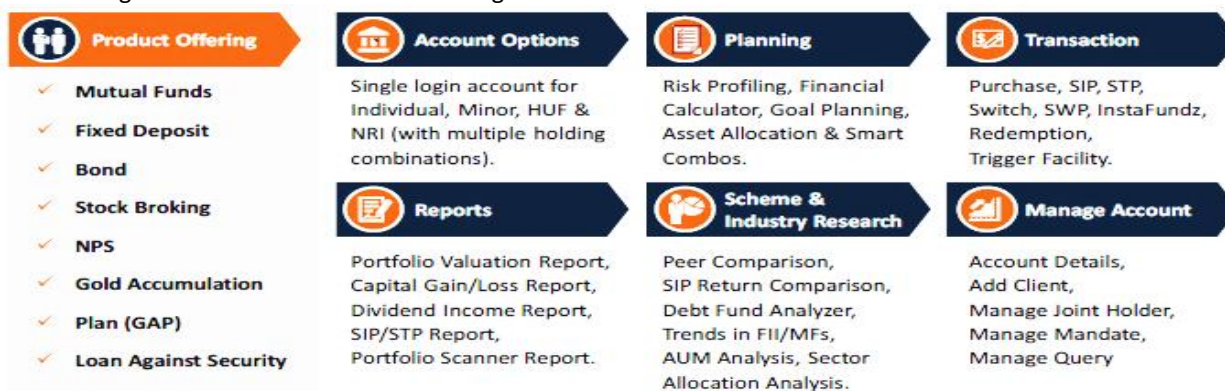 Product Offering
Mutual Funds
Fixed Deposit
Bond
Stock Broking
NPS
Gold Accumulation
Plan (GAP)
Loan Against Security
Account Options
Single login account for
Individual, Minor, HUF &
NRI (with multiple holding
combinations).
Planning
Risk Profiling, Financial
Calculator, Goal Planning,
Asset Allocation & Smart
Combos.
Transaction
Purchase, SIP, STP,
Switch, SWP, InstaFundz,
Redemption,
Trigger Facility.
Reports
Portfolio Valuation Report,
Capital Gain/Loss Report,
Dividend Income Report,
SIP/STP Report,
Portfolio Scanner Report.
Scheme &
Industry Research
Peer Comparison,
SIP Return Comparison,
Debt Fund Analyzer,
Trends in FII/MFs,
AUM Analysis, Sector
Allocation Analysis.
Manage Account
Account Details,
Add Client,
Manage Joint Holder,
Manage Mandate,
Manage Query